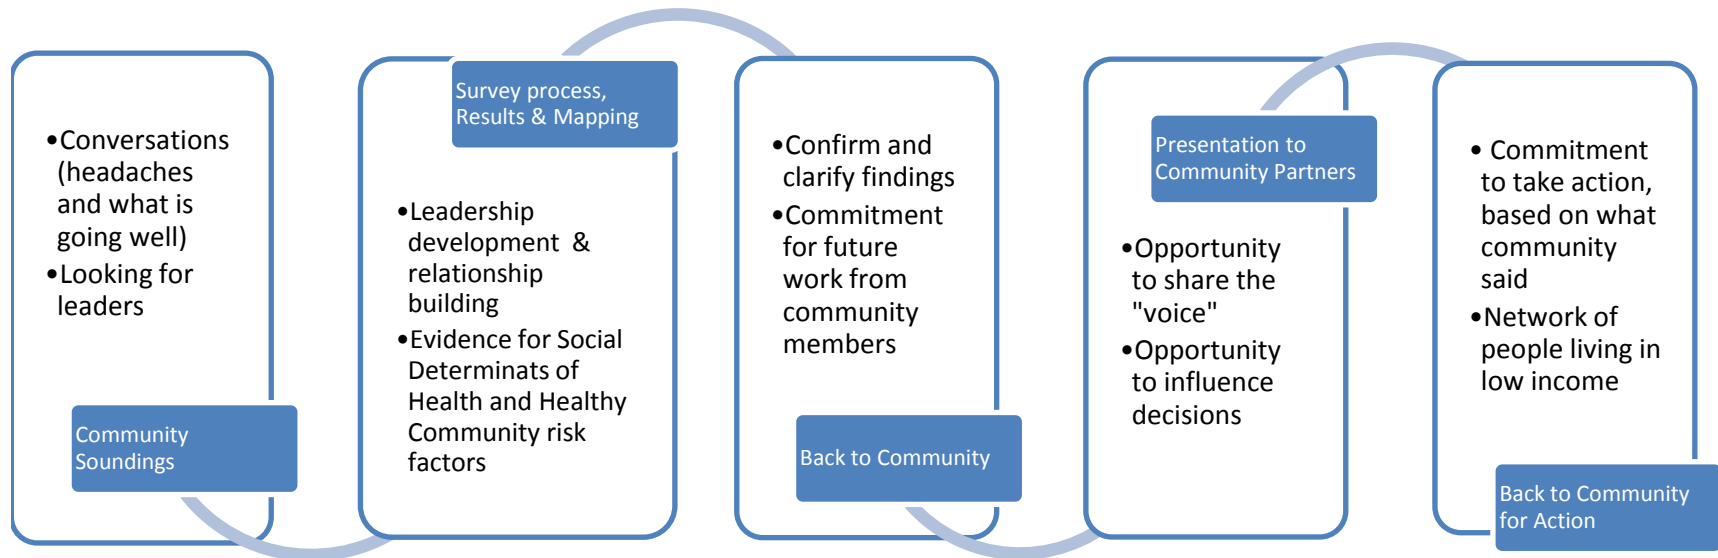 •Conversations
(headaches
and what is
going well)
•Looking for
leaders
Community
Soundings
Survey process,
Results & Mapping
•Leadership
development &
relationship
building
•Evidence for Social
Determinats of
Health and Healthy
Community risk
factors
•Confirm and
clarify findings
•Commitment
for future
work from
community
members
Back to Community
Presentation to
Community Partners
•Opportunity
to share the
"voice"
•Opportunity
to influence
decisions
• Commitment
to take action,
based on what
community
said
•Network of
people living in
low income
Back to Community
for Action